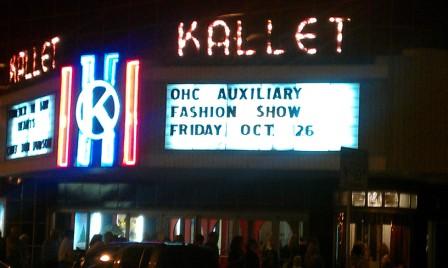 KALLET
KALLET
K
OHC AUXILIARY
FASHION SHOW
FRIDAY OCT 26